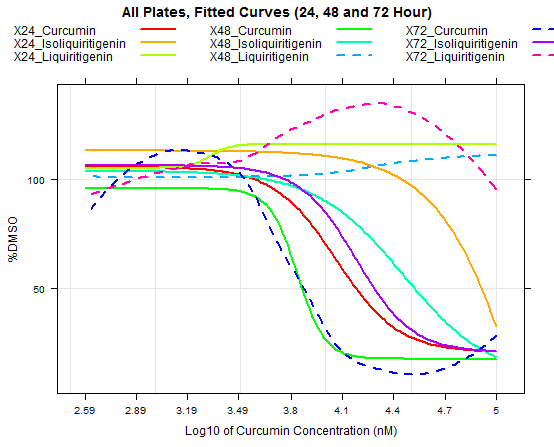 All Plates, Fitted Curves (24, 48 and 72 Hour)
X24_Curcumin X48_Curcumin X72_Curcumin
X24_Isoliquiritigenin X48_Isoliquiritigenin X72_Isoliquiritigenin
X24_Liquiritigenin X48_Liquiritigenin X72_Liquiritigenin
100
%DMSO
50
2.59 2.89 3.19 3.49 3.8 4.1 4.4 4.7 5
Log10 of Curcumin Concentration (nM)